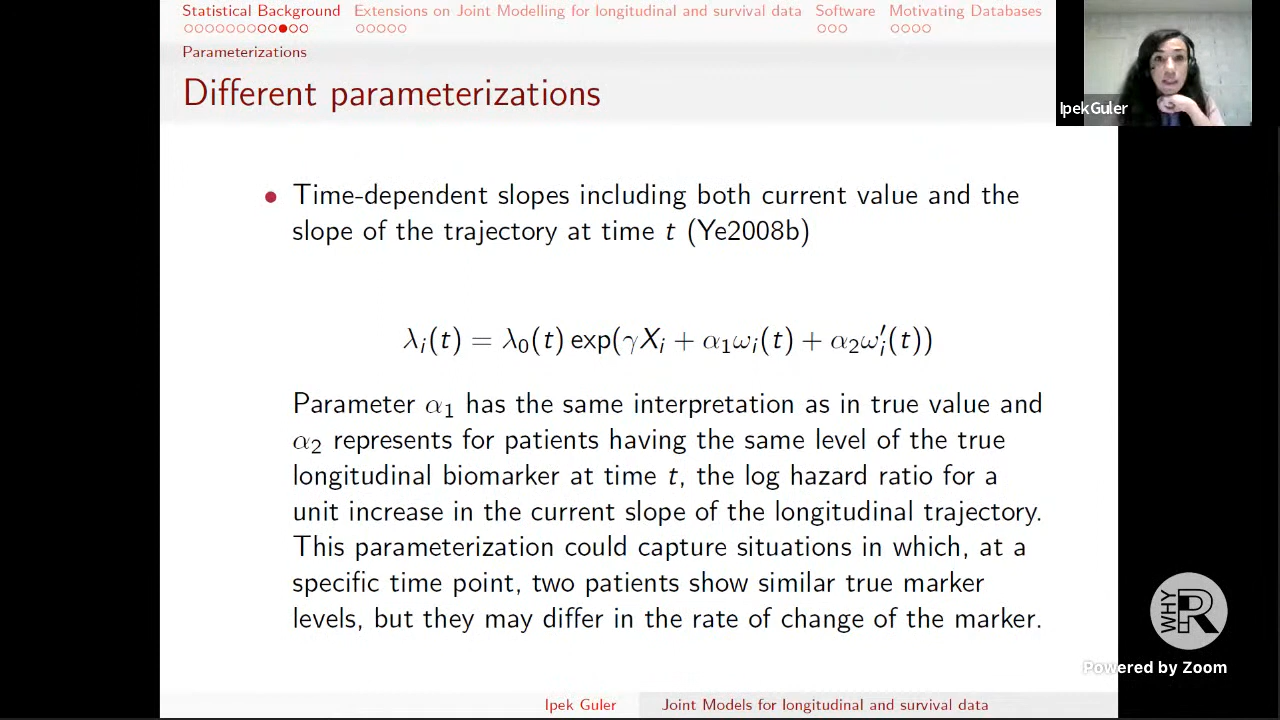 Statistical Background Extensions on Joint Modelling for longitudinal and survival data Software Motivating Databases
Parameterizations
Different parameterizations
Ipek Guler
• Time-dependent slopes including both current value and the
slope of the trajectory at time t (Ye2008b)
λᵢ(t) = λ₀(t) exp(γXᵢ + α₁ωᵢ(t) + α₂ωᵢ′(t))
Parameter α₁ has the same interpretation as in true value and
α₂ represents for patients having the same level of the true
longitudinal biomarker at time t, the log hazard ratio for a
unit increase in the current slope of the longitudinal trajectory.
This parameterization could capture situations in which, at a
specific time point, two patients show similar true marker
levels, but they may differ in the rate of change of the marker.
WHY R
Powered by Zoom
Ipek Guler Joint Models for longitudinal and survival data